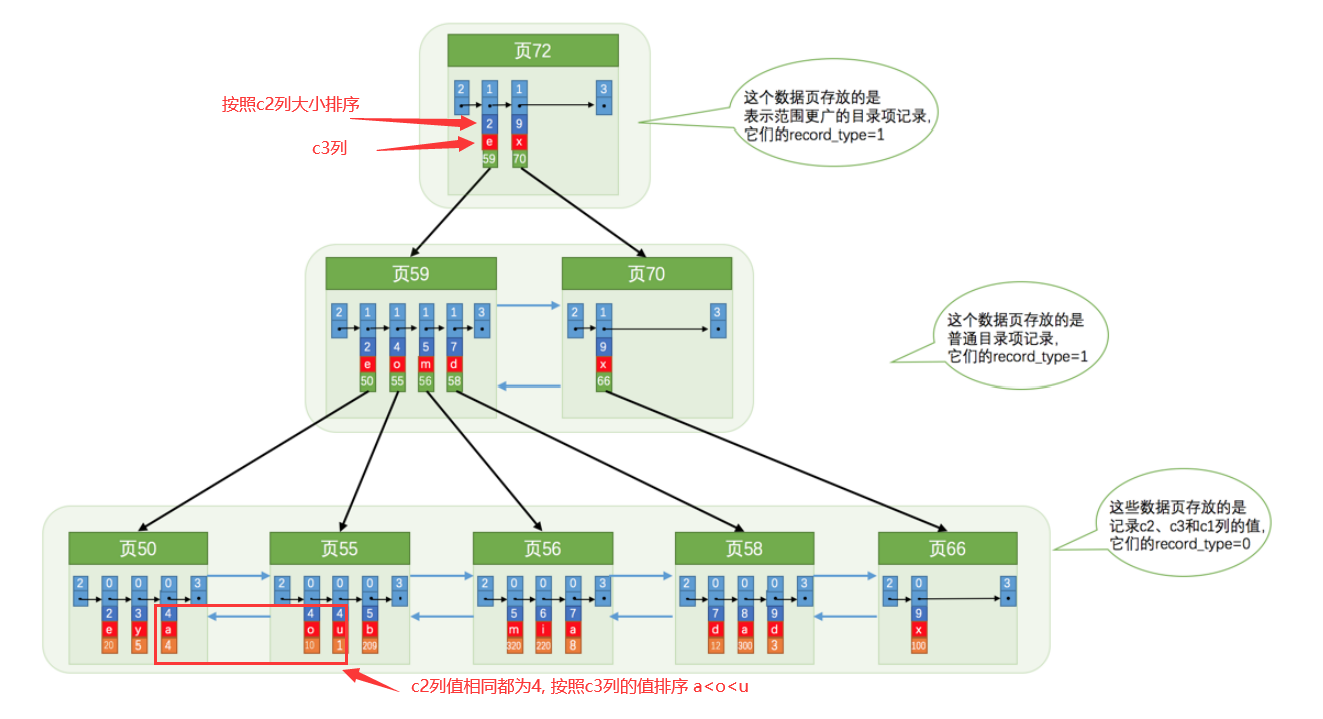 页72
2 1 1 3
2 9
e x
59 70
按照c2列大小排序
c3列
这个数据页存放的是
表示范围更广的目录项记录,
它们的record_type=1
页59
2 1 1 1 1 3
2 4 5 7
e o m d
50 55 56 58
页70
2 1 3
9
x
66
这个数据页存放的是
普通目录项记录,
它们的record_type=1
页50
2 0 0 0 3
2 3 4
e y a
20 5 4
页55
2 0 0 0 3
4 4 5
o u b
10 1 209
页56
2 0 0 0 3
5 6 7
m i a
320 220 8
页58
2 0 0 0 3
7 8 9
d a d
12 300 3
页66
2 0 3
9
x
100
这些数据页存放的是
记录c2、c3和c1列的值,
它们的record_type=0
c2列值相同都为4, 按照c3列的值排序 a<o<u